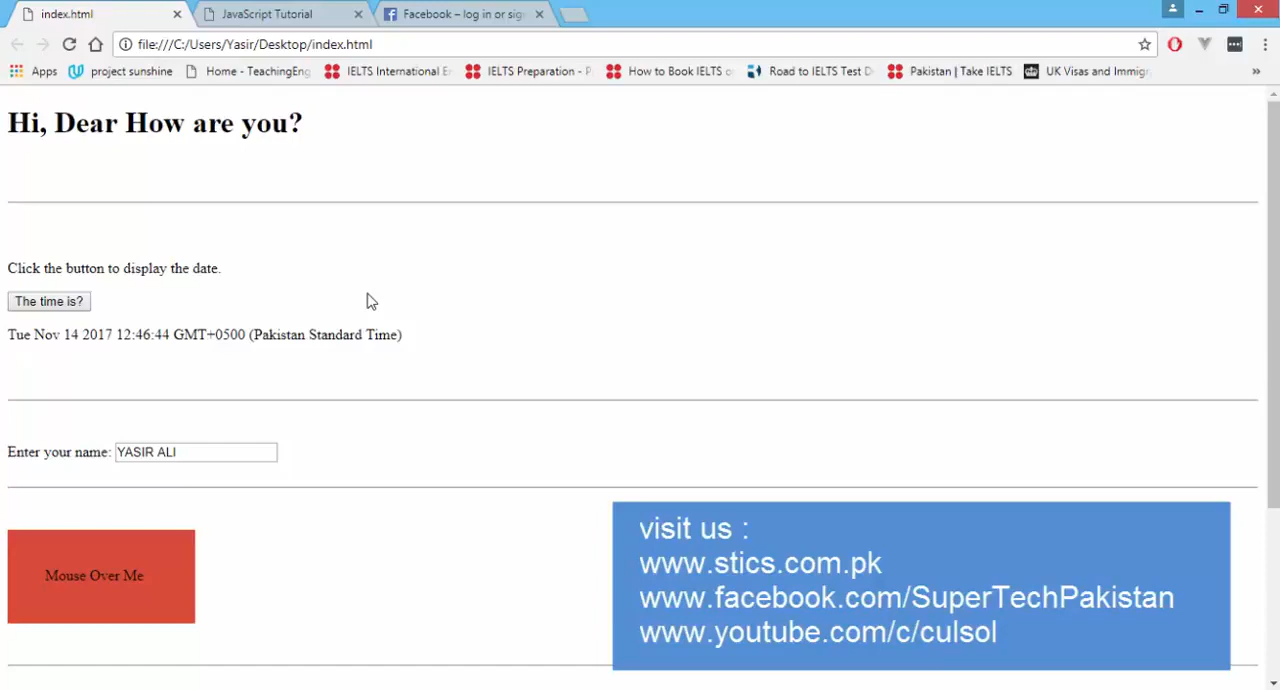 index.html
JavaScript Tutorial
Facebook – log in or sig
file:///C:/Users/Yasir/Desktop/index.html
Apps
project sunshine
Home - TeachingEng
IELTS International E
IELTS Preparation - P
How to Book IELTS o
Road to IELTS Test D
Pakistan | Take IELTS
UK Visas and Immig
Hi, Dear How are you?
Click the button to display the date.
The time is?
Tue Nov 14 2017 12:46:44 GMT+0500 (Pakistan Standard Time)
Enter your name: YASIR ALI
Mouse Over Me
visit us :
www.stics.com.pk
www.facebook.com/SuperTechPakistan
www.youtube.com/c/culsol